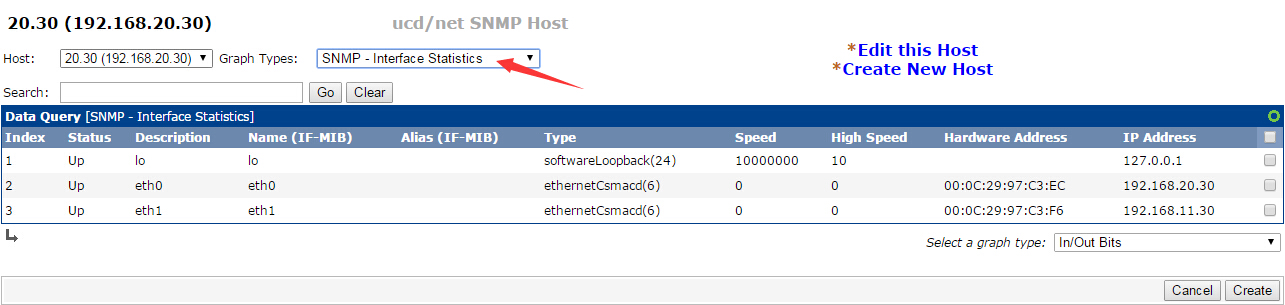 20.30 (192.168.20.30) ucd/net SNMP Host
Host: 20.30 (192.168.20.30) Graph Types: SNMP - Interface Statistics
*Edit this Host
*Create New Host
Search: Go Clear
Data Query [SNMP - Interface Statistics]
Index Status Description Name (IF-MIB) Alias (IF-MIB) Type Speed High Speed Hardware Address IP Address
1 Up lo lo softwareLoopback(24) 10000000 10 127.0.0.1
2 Up eth0 eth0 ethernetCsmacd(6) 0 0 00:0C:29:97:C3:EC 192.168.20.30
3 Up eth1 eth1 ethernetCsmacd(6) 0 0 00:0C:29:97:C3:F6 192.168.11.30
Select a graph type: In/Out Bits
Cancel Create